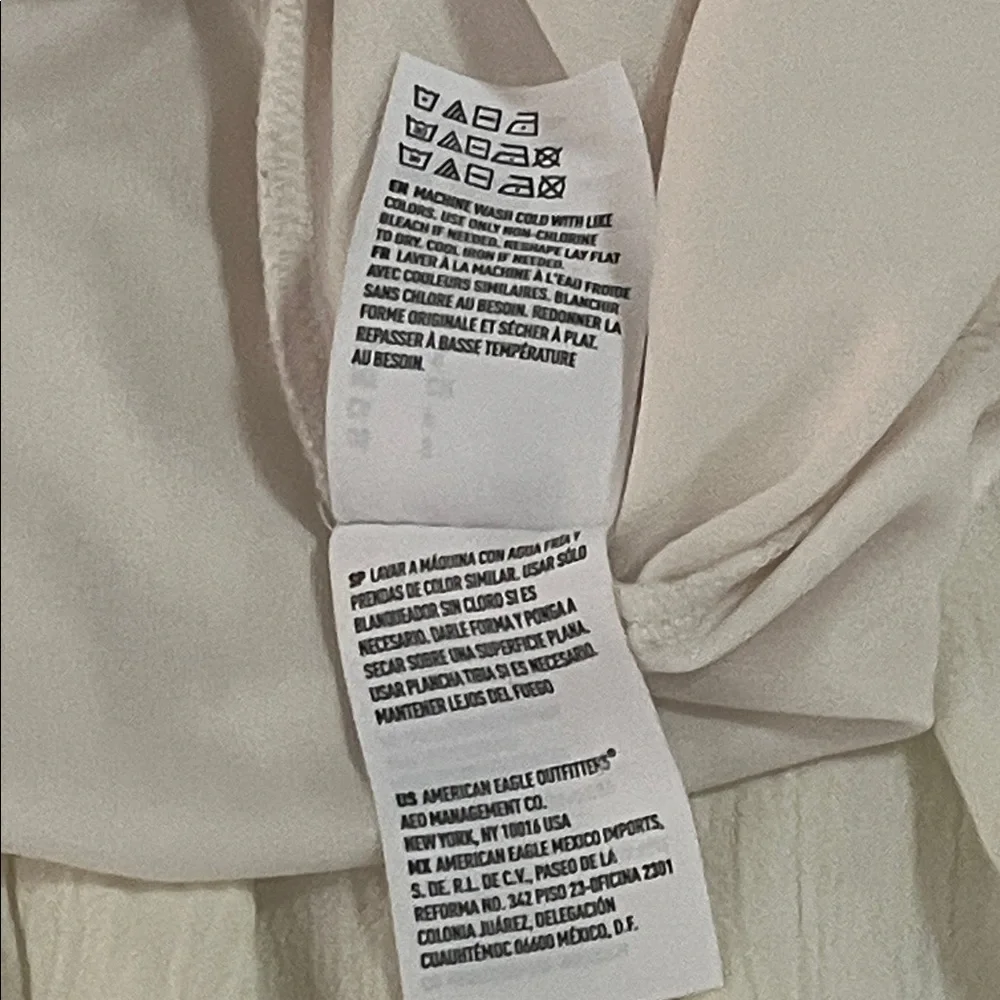 EN MACHINE WASH COLD WITH LIKE
COLORS. USE ONLY NON-CHLORINE
BLEACH IF NEEDED. RESHAPE LAY FLAT
TO DRY. COOL IRON IF NEEDED.
FR LAVER À LA MACHINE À L'EAU FROIDE
AVEC COULEURS SIMILAIRES. BLANCHIR
SANS CHLORE AU BESOIN. REDONNER LA
FORME ORIGINALE ET SÉCHER À PLAT.
REPASSER À BASSE TEMPÉRATURE
AU BESOIN.
SP LAVAR A MÁQUINA CON AGUA FRIA Y
PRENDAS DE COLOR SIMILAR. USAR SÓLO
BLANQUEADOR SIN CLORO SI ES
NECESARIO. DARLE FORMA Y PONGA A
SECAR SOBRE UNA SUPERFICIE PLANA.
USAR PLANCHA TIBIA SI ES NECESARIO.
MANTENER LEJOS DEL FUEGO
US AMERICAN EAGLE OUTFITTERS®
AEO MANAGEMENT CO.
NEW YORK, NY 10016 USA
MX AMERICAN EAGLE MEXICO IMPORTS,
S. DE. R.L. DE C.V., PASEO DE LA
REFORMA NO. 342 PISO 23-OFICINA 2301
COLONIA JUÁREZ, DELEGACIÓN
CUAUHTÉMOC 06600 MÉXICO, D.F.